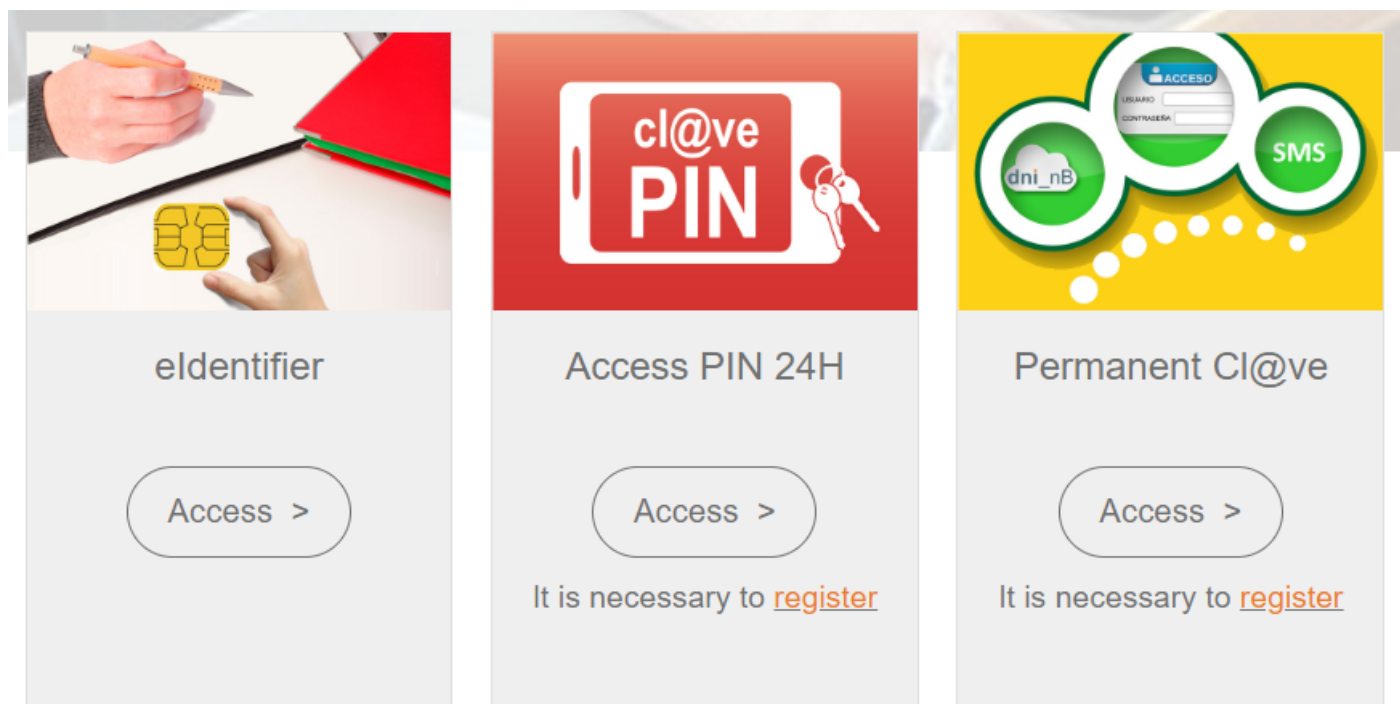 cl@ve
PIN
ACCESO
USUARIO
CONTRASEÑA
dni_nB
SMS
eIdentifier
Access PIN 24H
Permanent Cl@ve
Access >
Access >
Access >
It is necessary to register
It is necessary to register